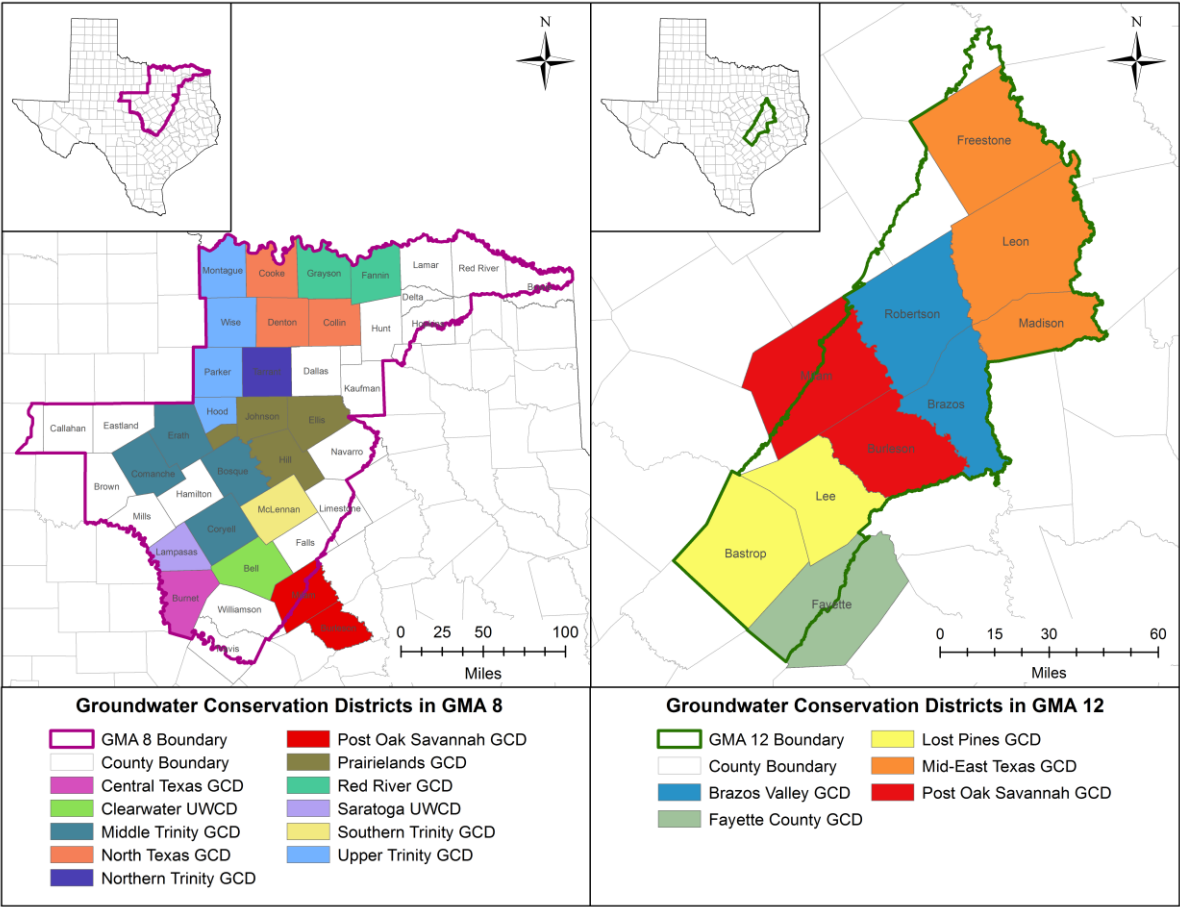 N
Montague
Cooke
Grayson
Fannin
Lamar
Red River
Delta
Wise
Denton
Collin
Hunt
Parker
Dallas
Kaufman
Hood
Johnson
Ellis
Callahan
Eastland
Erath
Navarro
Comanche
Bosque
Hill
Brown
Hamilton
McLennan
Limestone
Mills
Coryell
Falls
Lampasas
Bell
Burnet
Williamson
Milam
0 25 50 100
Miles
N
Freestone
Leon
Robertson
Madison
Milam
Brazos
Burleson
Lee
Bastrop
Fayette
0 15 30 60
Miles
Groundwater Conservation Districts in GMA 8
GMA 8 Boundary
County Boundary
Central Texas GCD
Clearwater UWCD
Middle Trinity GCD
North Texas GCD
Northern Trinity GCD
Post Oak Savannah GCD
Prairielands GCD
Red River GCD
Saratoga UWCD
Southern Trinity GCD
Upper Trinity GCD
Groundwater Conservation Districts in GMA 12
GMA 12 Boundary
County Boundary
Brazos Valley GCD
Fayette County GCD
Lost Pines GCD
Mid-East Texas GCD
Post Oak Savannah GCD